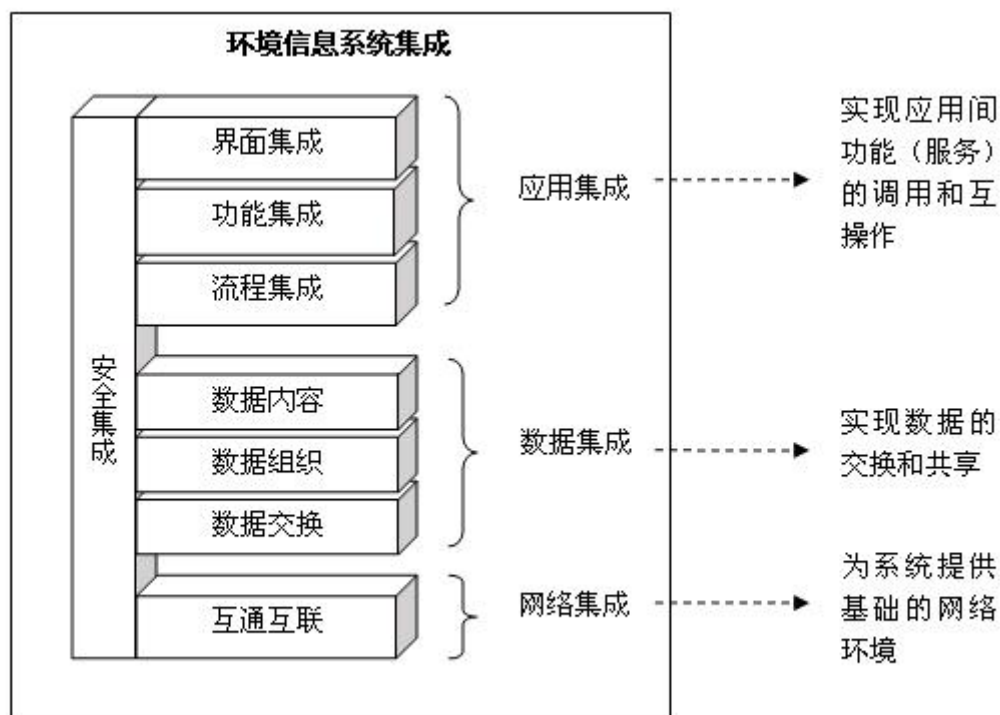 环境信息系统集成
界面集成
功能集成
流程集成
应用集成
实现应用间
功能（服务）
的调用和互
操作
安全集成
数据内容
数据组织
数据交换
数据集成
实现数据的
交换和共享
互通互联
网络集成
为系统提供
基础的网络
环境